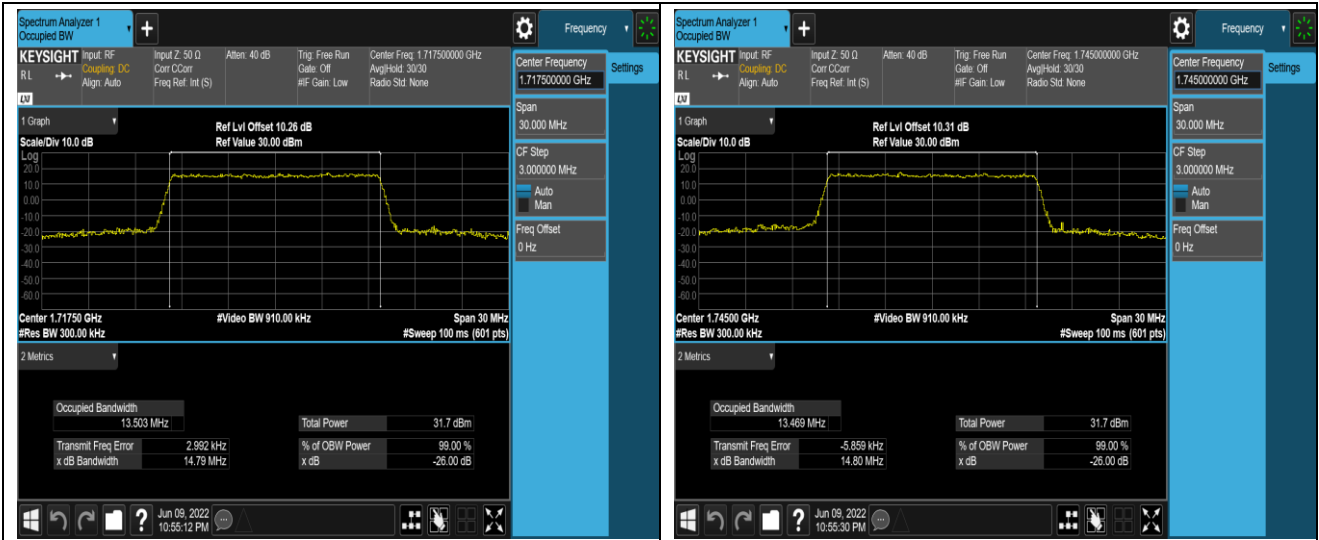 Spectrum Analyzer 1
Occupied BW
+
Frequency
KEYSIGHT Input: RF Input Z: 50 Ω Atten: 40 dB Trig: Free Run Center Freq: 1.717500000 GHz
RL Coupling: DC Corr CCorr Gate: Off Avg|Hold: 30/30
Align: Auto Freq Ref: Int (S) #IF Gain: Low Radio Std: None
LXI
Center Frequency
1.717500000 GHz
Settings
Span
30.000 MHz
CF Step
3.000000 MHz
Auto
Man
Freq Offset
0 Hz
1 Graph
Ref Lvl Offset 10.26 dB
Scale/Div 10.0 dB Ref Value 30.00 dBm
Log
20.0
10.0
0.00
-10.0
-20.0
-30.0
-40.0
-50.0
-60.0
Center 1.71750 GHz #Video BW 910.00 kHz Span 30 MHz
#Res BW 300.00 kHz #Sweep 100 ms (601 pts)
2 Metrics
Occupied Bandwidth
13.503 MHz Total Power 31.7 dBm
Transmit Freq Error 2.992 kHz % of OBW Power 99.00 %
x dB Bandwidth 14.79 MHz x dB -26.00 dB
?
Jun 09, 2022
10:55:12 PM
Spectrum Analyzer 1
Occupied BW
+
Frequency
KEYSIGHT Input: RF Input Z: 50 Ω Atten: 40 dB Trig: Free Run Center Freq: 1.745000000 GHz
RL Coupling: DC Corr CCorr Gate: Off Avg|Hold: 30/30
Align: Auto Freq Ref: Int (S) #IF Gain: Low Radio Std: None
LXI
Center Frequency
1.745000000 GHz
Settings
Span
30.000 MHz
CF Step
3.000000 MHz
Auto
Man
Freq Offset
0 Hz
1 Graph
Ref Lvl Offset 10.31 dB
Scale/Div 10.0 dB Ref Value 30.00 dBm
Log
20.0
10.0
0.00
-10.0
-20.0
-30.0
-40.0
-50.0
-60.0
Center 1.74500 GHz #Video BW 910.00 kHz Span 30 MHz
#Res BW 300.00 kHz #Sweep 100 ms (601 pts)
2 Metrics
Occupied Bandwidth
13.469 MHz Total Power 31.7 dBm
Transmit Freq Error -5.859 kHz % of OBW Power 99.00 %
x dB Bandwidth 14.80 MHz x dB -26.00 dB
?
Jun 09, 2022
10:55:30 PM